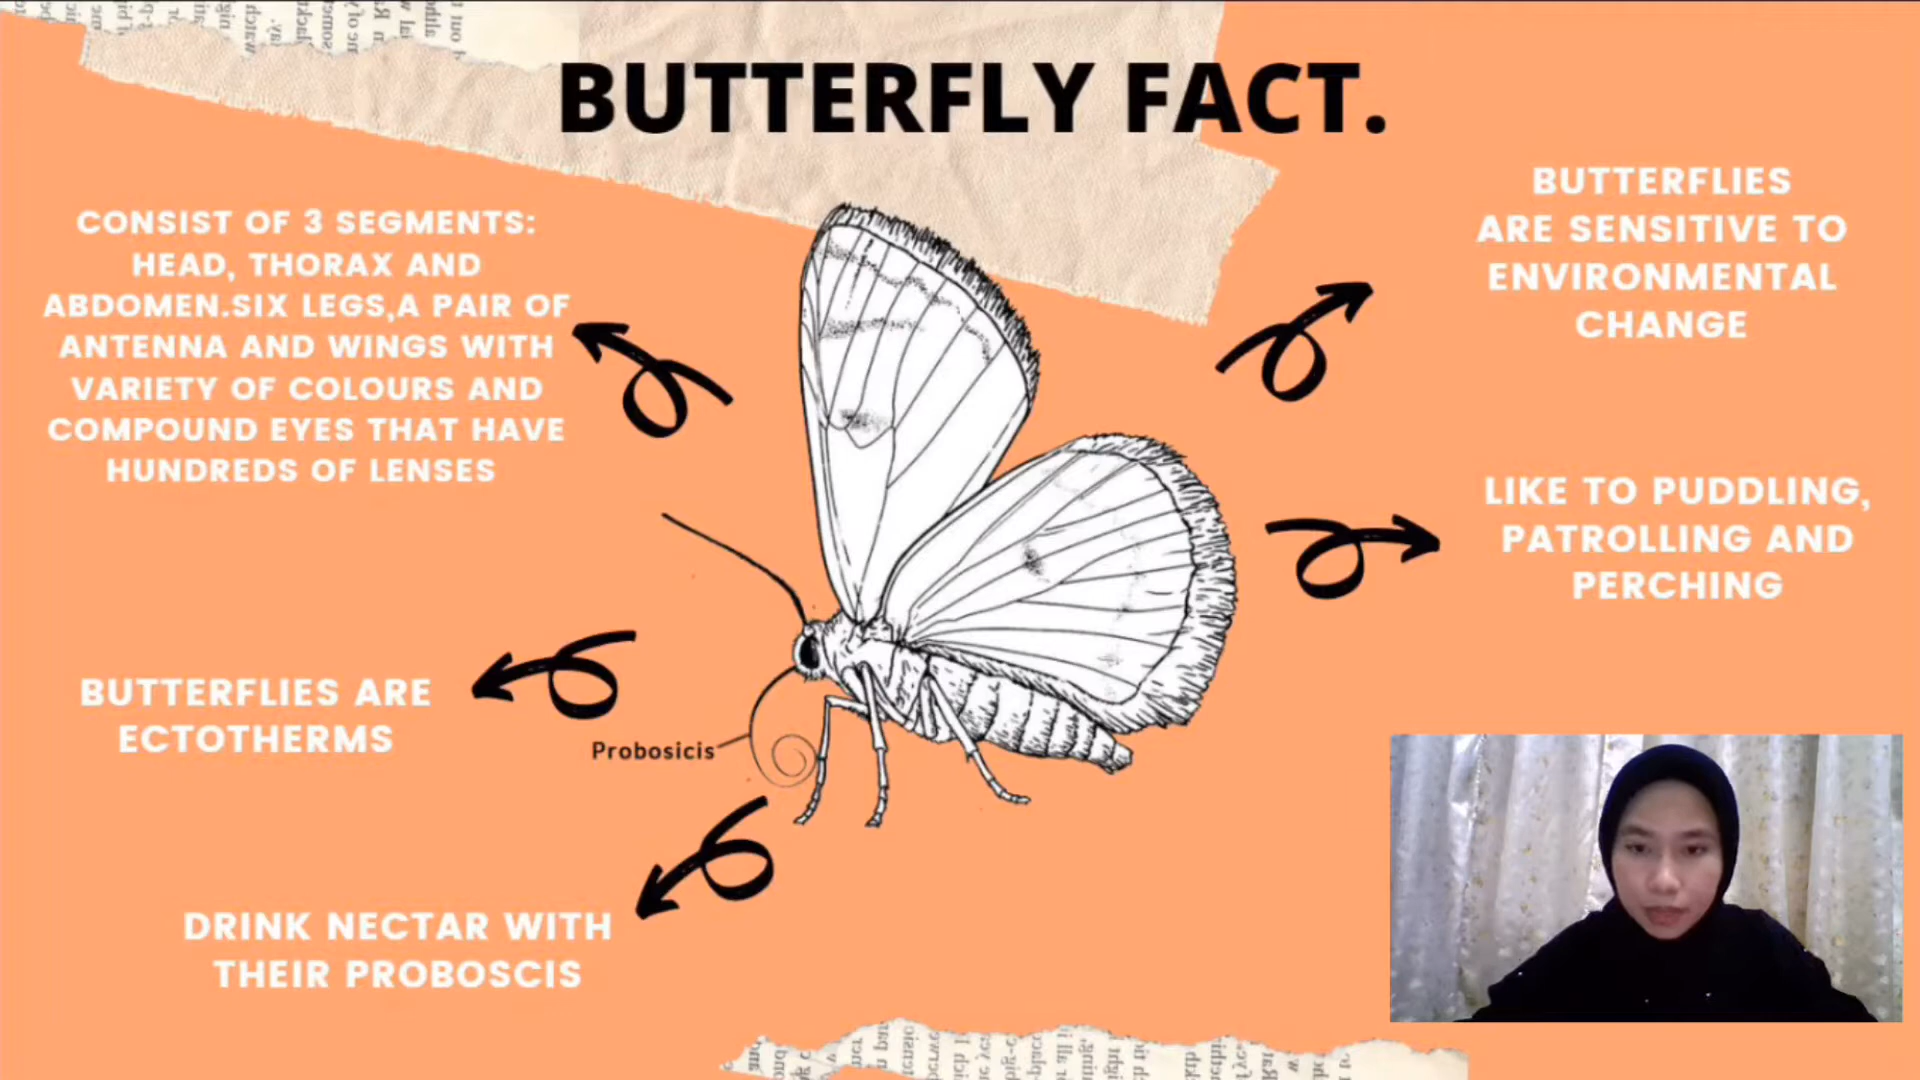 BUTTERFLY FACT.
CONSIST OF 3 SEGMENTS:
HEAD, THORAX AND
ABDOMEN.SIX LEGS,A PAIR OF
ANTENNA AND WINGS WITH
VARIETY OF COLOURS AND
COMPOUND EYES THAT HAVE
HUNDREDS OF LENSES
BUTTERFLIES
ARE SENSITIVE TO
ENVIRONMENTAL
CHANGE
LIKE TO PUDDLING,
PATROLLING AND
PERCHING
BUTTERFLIES ARE
ECTOTHERMS
Probosicis
DRINK NECTAR WITH
THEIR PROBOSCIS